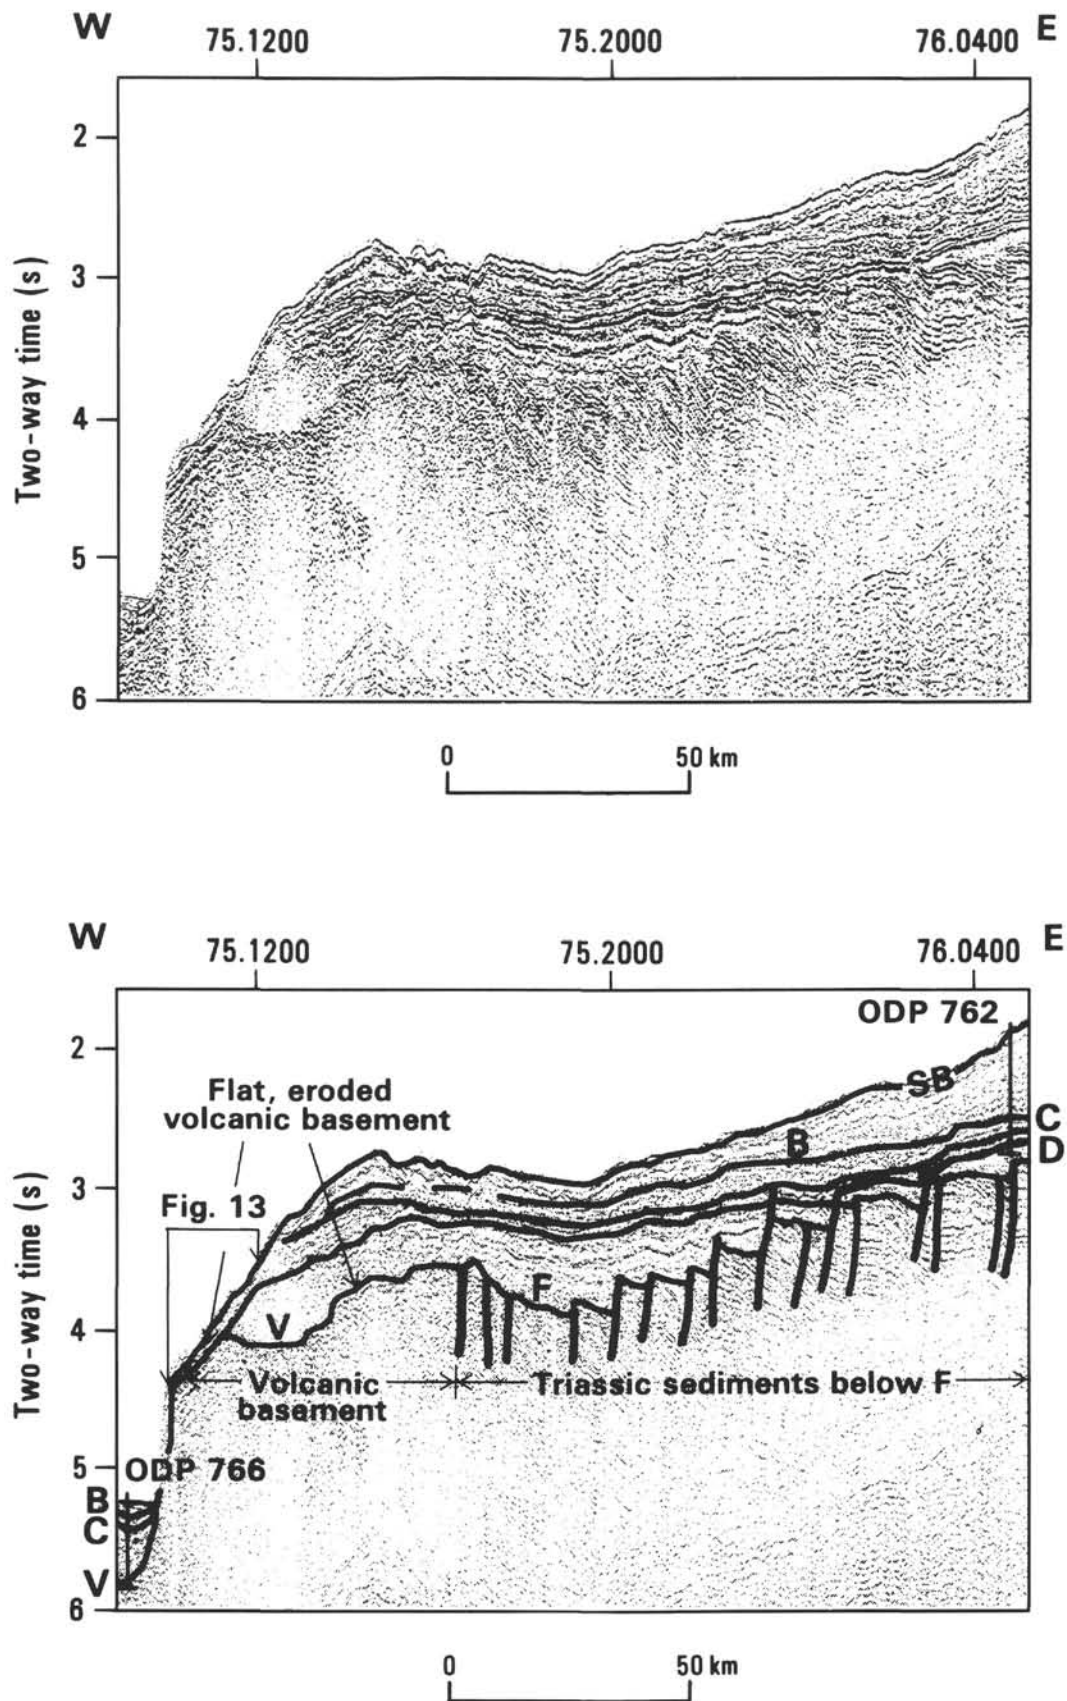 W E
75.1200 75.2000 76.0400
2
3
4
5
6
Two-way time (s)
0 50 km
W E
75.1200 75.2000 76.0400
ODP 762
2
SB
Flat, eroded
volcanic basement
C
B
D
3
Fig. 13
F
V
4
Volcanic
basement
Triassic sediments below F
5
ODP 766
B
C
V
6
Two-way time (s)
0 50 km